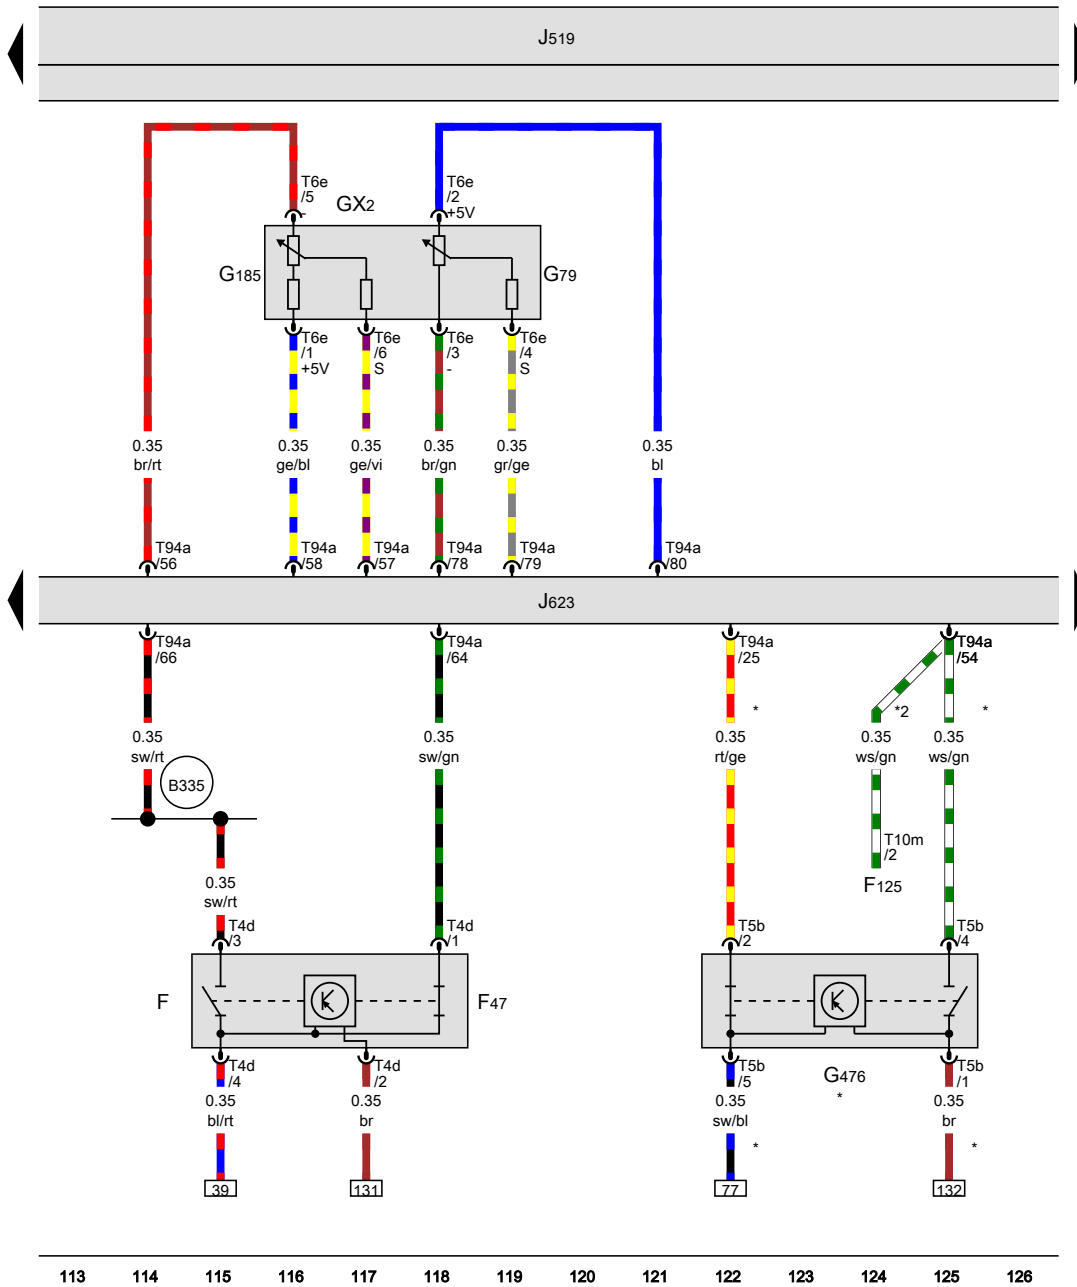 J519
T6e
/5
-
GX2
T6e
/2
+5V
G185
G79
T6e
/1
+5V
T6e
/6
S
T6e
/3
-
T6e
/4
S
0.35
br/rt
0.35
ge/bl
0.35
ge/vi
0.35
br/gn
0.35
gr/ge
0.35
bl
T94a
/56
T94a
/58
T94a
/57
T94a
/78
T94a
/79
T94a
/80
J623
T94a
/66
T94a
/64
T94a
/25
T94a
/54
*
*2
*
0.35
sw/rt
0.35
sw/gn
0.35
rt/ge
0.35
ws/gn
0.35
ws/gn
B335
T10m
/2
F125
0.35
sw/rt
T4d
/3
T4d
/1
T5b
/2
T5b
/4
F
F47
T4d
/4
T4d
/2
T5b
/5
G476
*
T5b
/1
0.35
bl/rt
0.35
br
0.35
sw/bl
0.35
br
*
*
39
131
77
132
113 114 115 116 117 118 119 120 121 122 123 124 125 126